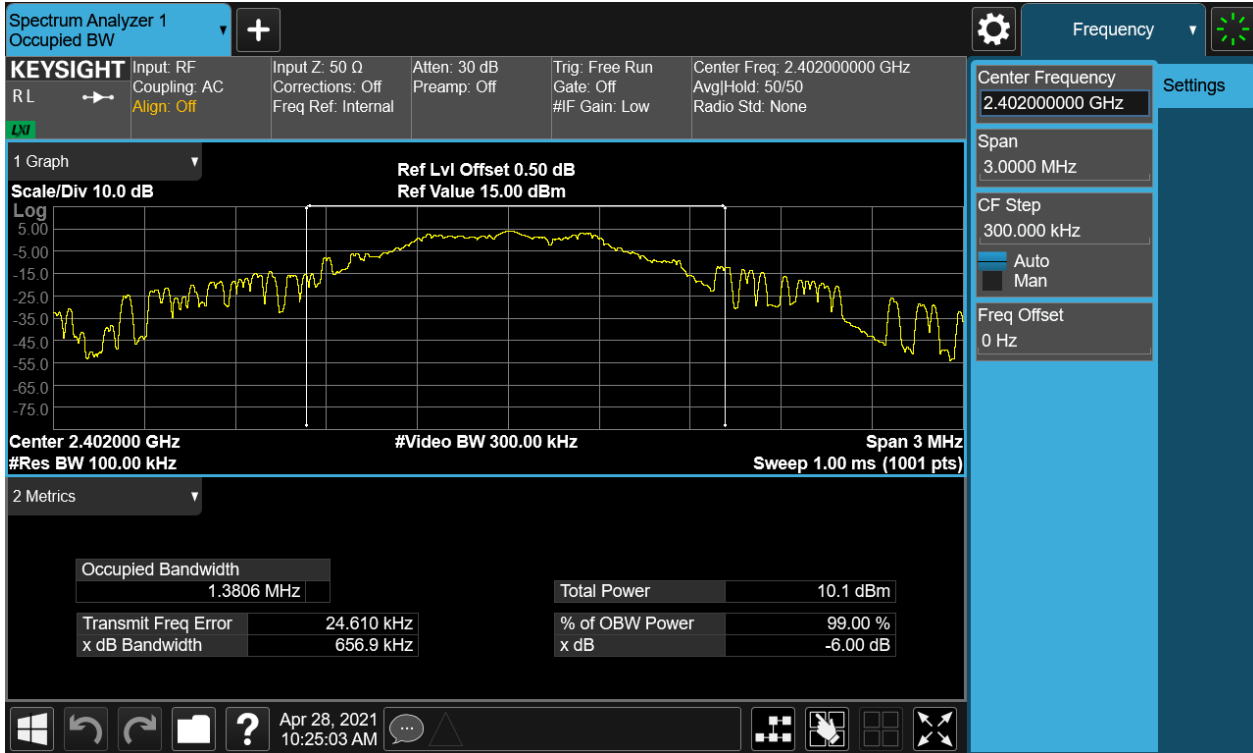 Spectrum Analyzer 1
Occupied BW
+
Frequency
KEYSIGHT
R L
LXI
Input: RF
Coupling: AC
Align: Off
Input Z: 50 Ω
Corrections: Off
Freq Ref: Internal
Atten: 30 dB
Preamp: Off
Trig: Free Run
Gate: Off
#IF Gain: Low
Center Freq: 2.402000000 GHz
Avg|Hold: 50/50
Radio Std: None
Center Frequency
2.402000000 GHz
Settings
Span
3.0000 MHz
CF Step
300.000 kHz
Auto
Man
Freq Offset
0 Hz
1 Graph
Scale/Div 10.0 dB
Ref Lvl Offset 0.50 dB
Ref Value 15.00 dBm
Log
5.00
-5.00
-15.0
-25.0
-35.0
-45.0
-55.0
-65.0
-75.0
Center 2.402000 GHz
#Video BW 300.00 kHz
Span 3 MHz
#Res BW 100.00 kHz
Sweep 1.00 ms (1001 pts)
2 Metrics
Occupied Bandwidth
1.3806 MHz
Total Power 10.1 dBm
Transmit Freq Error 24.610 kHz
% of OBW Power 99.00 %
x dB Bandwidth 656.9 kHz
x dB -6.00 dB
?
Apr 28, 2021
10:25:03 AM